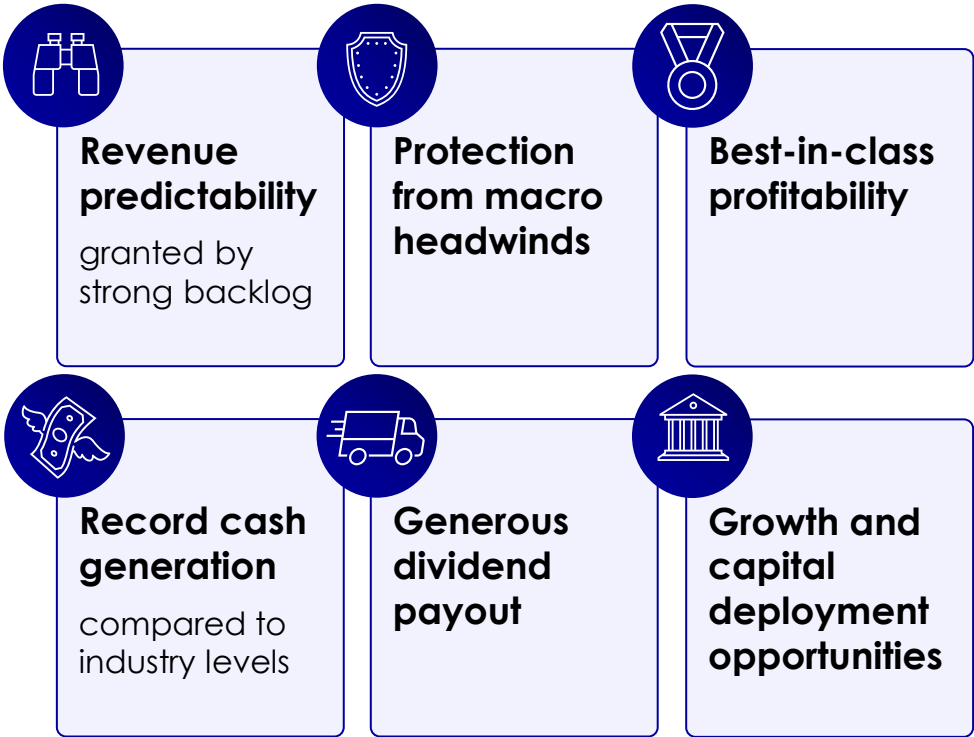 Revenue
predictability
granted by
strong backlog
Protection
from macro
headwinds
Best-in-class
profitability
Record cash
generation
compared to
industry levels
Generous
dividend
payout
Growth and
capital
deployment
opportunities